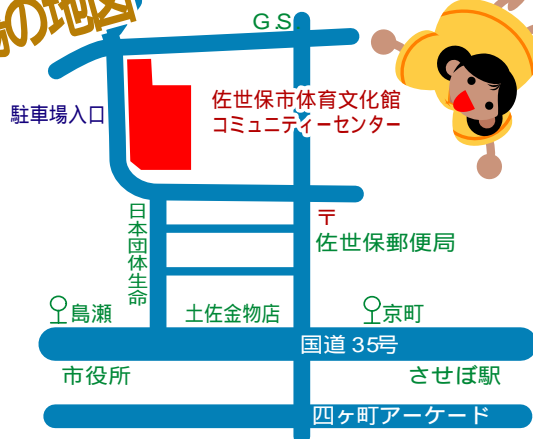 の地図
G.S.
駐車場入口
佐世保市体育文化館
コミュニティーセンター
日本団体生命
〒
佐世保郵便局
島瀬
土佐金物店
京町
国道 35号
市役所
させぼ駅
四ヶ町アーケード